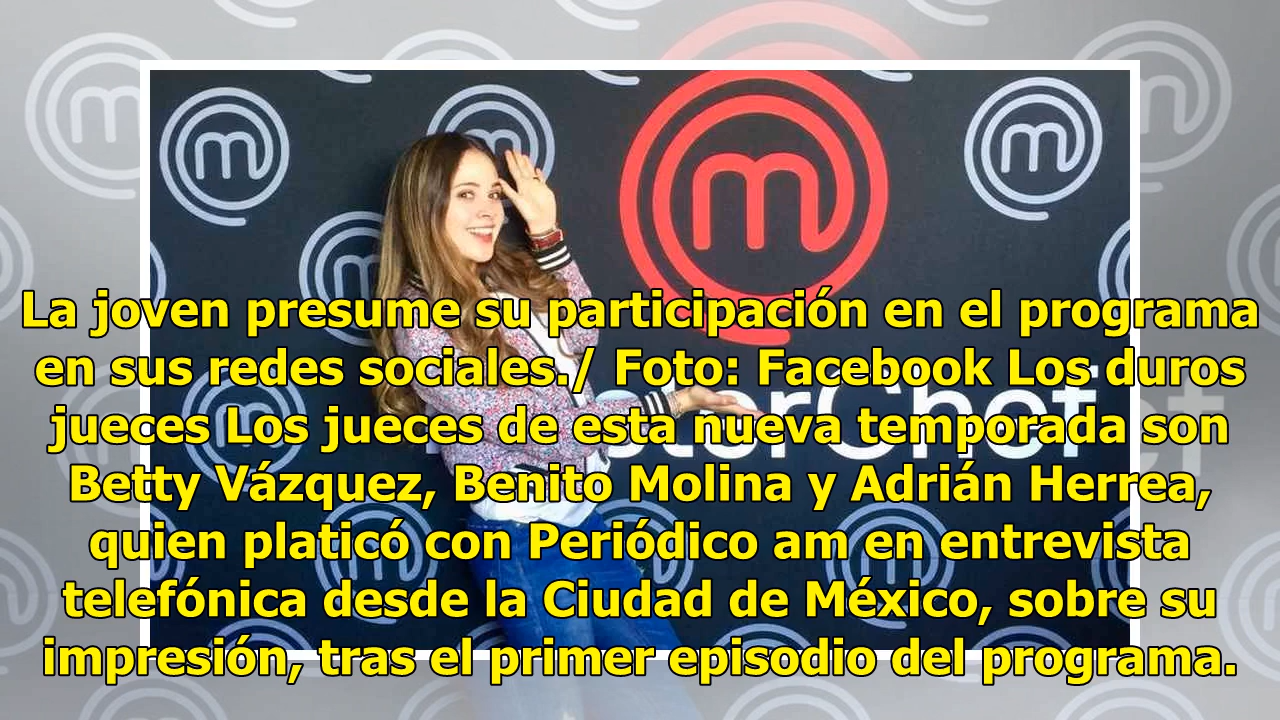 La joven presume su participación en el programa
en sus redes sociales./ Foto: Facebook Los duros
jueces Los jueces de esta nueva temporada son
Betty Vázquez, Benito Molina y Adrián Herrea,
quien platicó con Periódico am en entrevista
telefónica desde la Ciudad de México, sobre su
impresión, tras el primer episodio del programa.